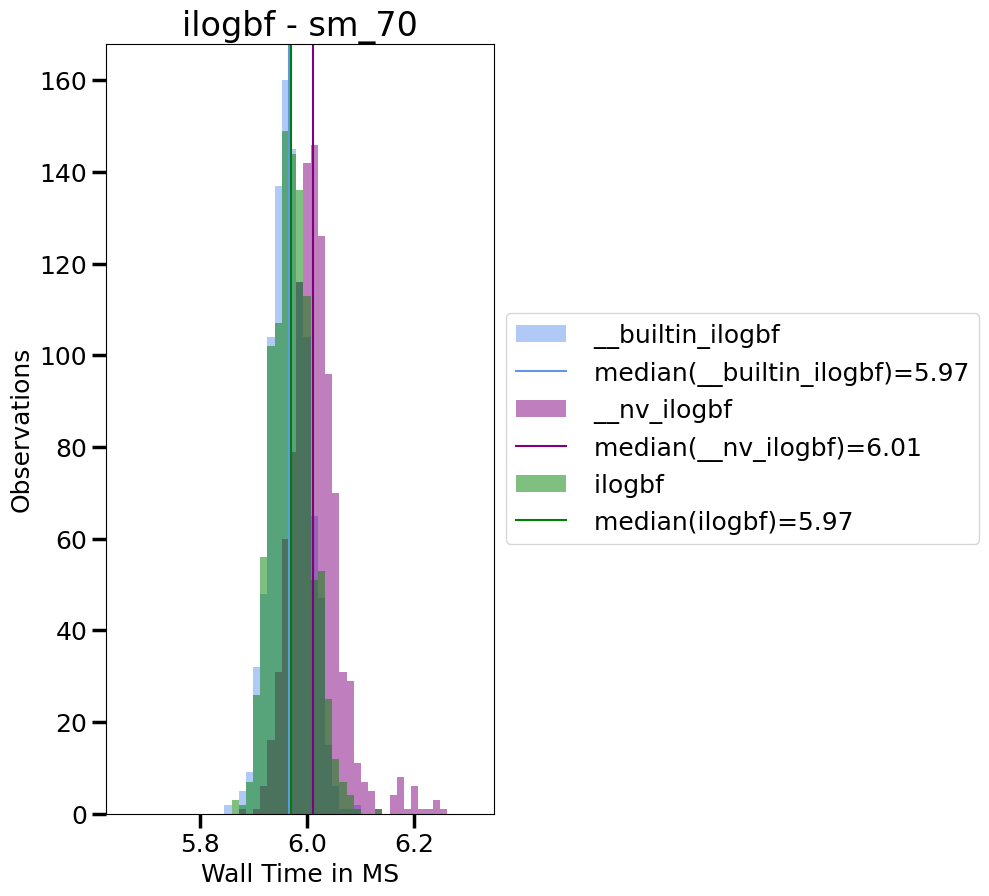 ilogbf - sm_70
160
140
120
100
80
60
40
20
0
Observations
5.8 6.0 6.2
Wall Time in MS
__builtin_ilogbf
median(__builtin_ilogbf)=5.97
__nv_ilogbf
median(__nv_ilogbf)=6.01
ilogbf
median(ilogbf)=5.97